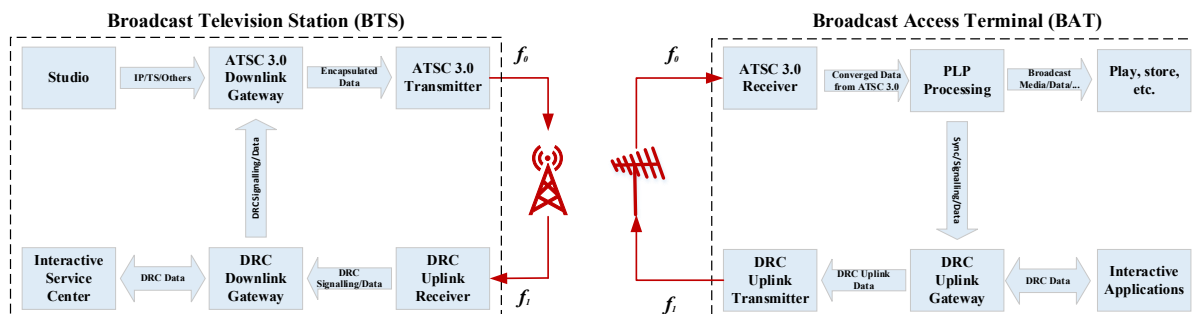 Broadcast Television Station (BTS)
Broadcast Access Terminal (BAT)
Studio
IP/TS/Others
ATSC 3.0
Downlink
Gateway
Encapsulated
Data
ATSC 3.0
Transmitter
f0
f0
ATSC 3.0
Receiver
Converged Data
from ATSC 3.0
PLP
Processing
Broadcast
Media/Data/...
Play, store,
etc.
DRCSignalling/Data
Sync/Signalling/Data
Interactive
Service
Center
DRC Data
DRC
Downlink
Gateway
DRC
Signalling/Data
DRC
Uplink
Receiver
f1
f1
DRC
Uplink
Transmitter
DRC Uplink
Data
DRC
Uplink
Gateway
DRC Data
Interactive
Applications